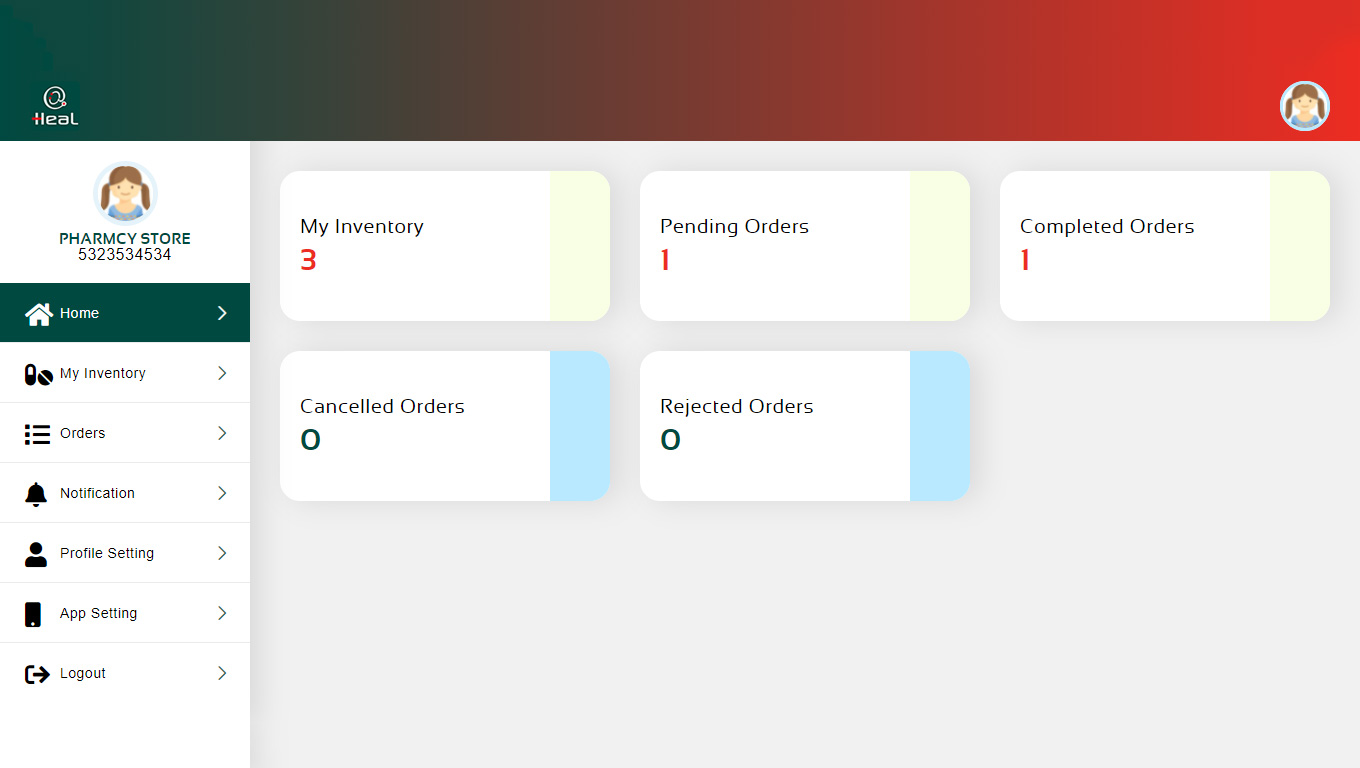 Heal
PHARMCY STORE
5323534534
Home
My Inventory
Orders
Notification
Profile Setting
App Setting
Logout
My Inventory
3
Pending Orders
1
Completed Orders
1
Cancelled Orders
0
Rejected Orders
0